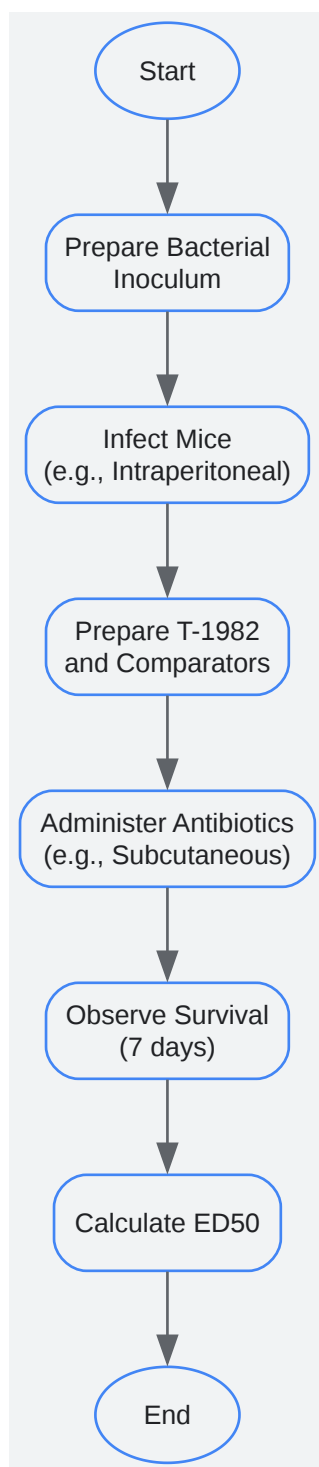 Start
Prepare Bacterial
Inoculum
Infect Mice
(e.g., Intraperitoneal)
Prepare T-1982
and Comparators
Administer Antibiotics
(e.g., Subcutaneous)
Observe Survival
(7 days)
Calculate ED50
End